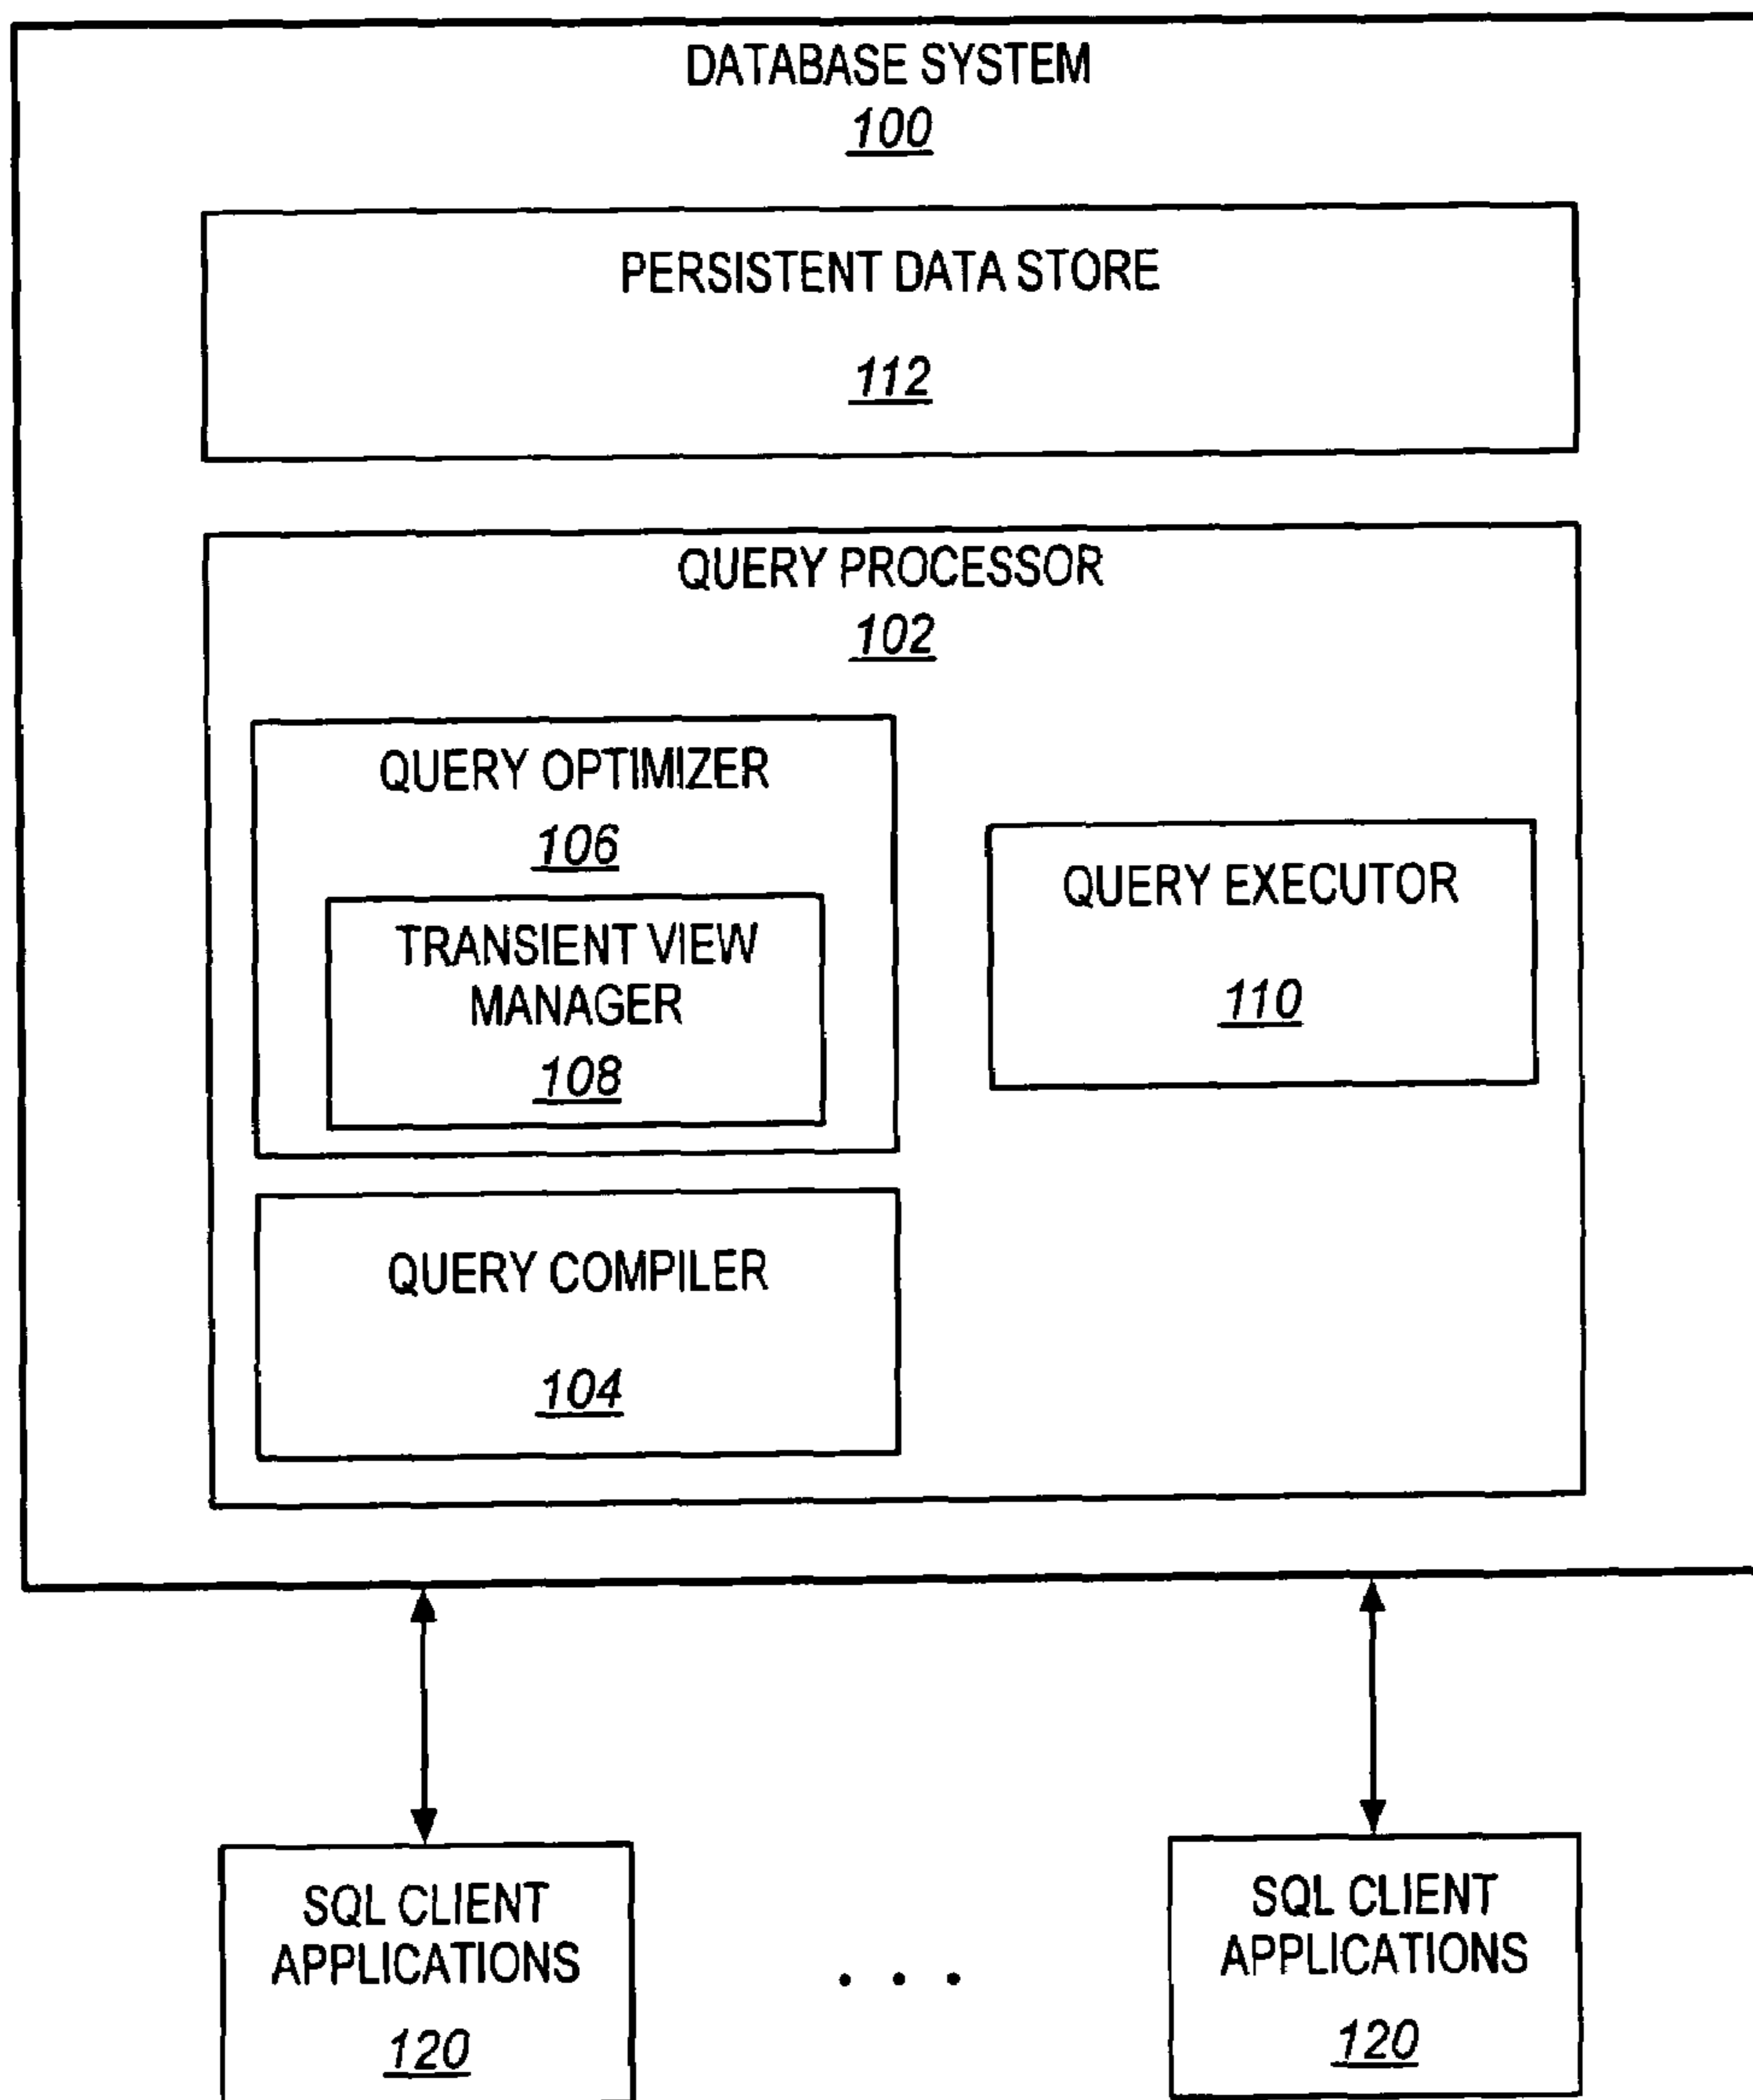 DATABASE SYSTEM
100
PERSISTENT DATA STORE
112
QUERY PROCESSOR
102
QUERY OPTIMIZER
106
TRANSIENT VIEW
MANAGER
108
QUERY EXECUTOR
110
QUERY COMPILER
104
SQL CLIENT
APPLICATIONS
120
. . .
SQL CLIENT
APPLICATIONS
120